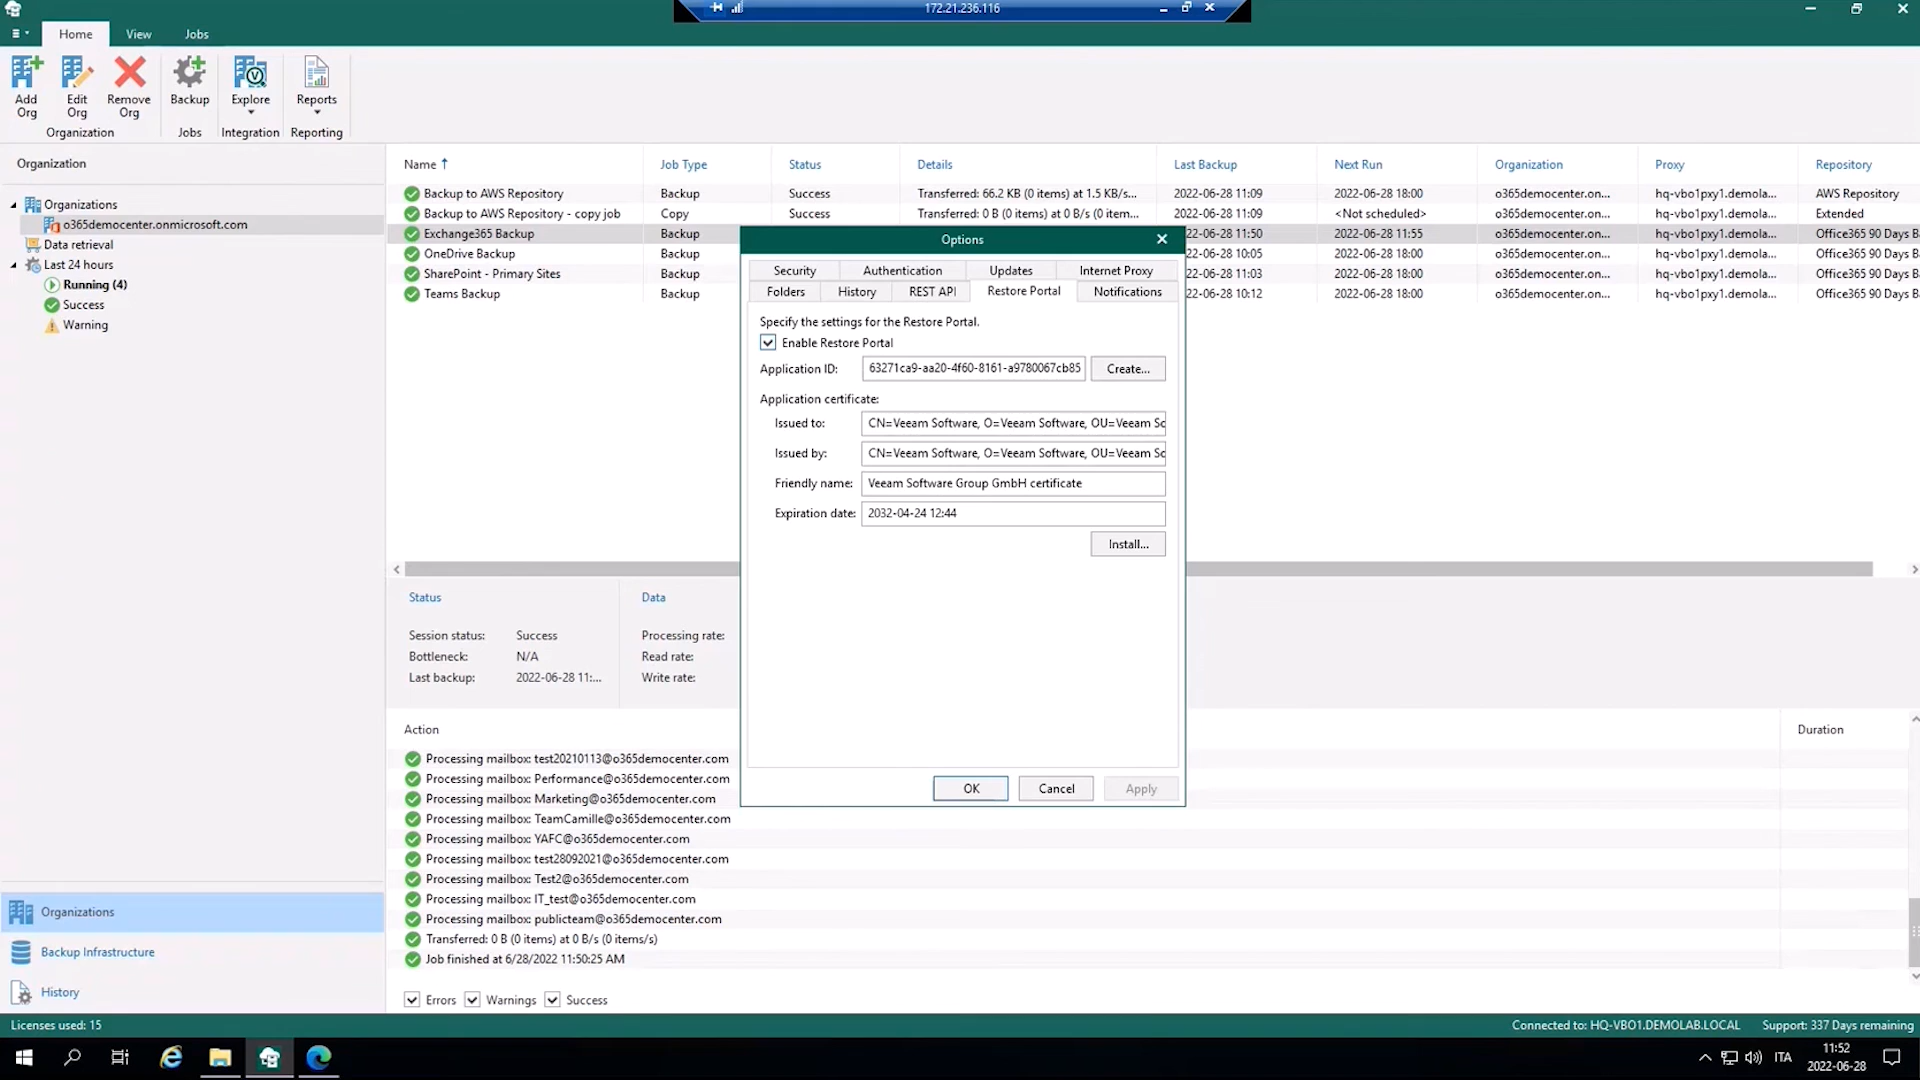 172.21.236.116
Home View Jobs
Add Org
Edit Org
Remove Org
Backup
Explore
Reports
Organization Jobs Integration Reporting
Organization
Organizations
o365democenter.onmicrosoft.com
Data retrieval
Last 24 hours
Running (4)
Success
Warning
Name Job Type Status Details Last Backup Next Run Organization Proxy Repository
Backup to AWS Repository Backup Success Transferred: 66.2 KB (0 items) at 1.5 KB/s... 2022-06-28 11:09 2022-06-28 18:00 o365democenter.on... hq-vbo1pxy1.demola... AWS Repository
Backup to AWS Repository - copy job Copy Success Transferred: 0 B (0 items) at 0 B/s (0 item... 2022-06-28 11:09 <Not scheduled> o365democenter.on... hq-vbo1pxy1.demola... Extended
Exchange365 Backup Backup 22-06-28 11:50 2022-06-28 11:55 o365democenter.on... hq-vbo1pxy1.demola... Office365 90 Days B
OneDrive Backup Backup 22-06-28 10:05 2022-06-28 18:00 o365democenter.on... hq-vbo1pxy1.demola... Office365 90 Days B
SharePoint - Primary Sites Backup 22-06-28 11:03 2022-06-28 18:00 o365democenter.on... hq-vbo1pxy1.demola... Office365 90 Days B
Teams Backup Backup 22-06-28 10:12 2022-06-28 18:00 o365democenter.on... hq-vbo1pxy1.demola... Office365 90 Days B
Options
Security Authentication Updates Internet Proxy
Folders History REST API Restore Portal Notifications
Specify the settings for the Restore Portal.
Enable Restore Portal
Application ID: 63271ca9-aa20-4f60-8161-a9780067cb85 Create...
Application certificate:
Issued to: CN=Veeam Software, O=Veeam Software, OU=Veeam Sc
Issued by: CN=Veeam Software, O=Veeam Software, OU=Veeam Sc
Friendly name: Veeam Software Group GmbH certificate
Expiration date: 2032-04-24 12:44
Install...
OK Cancel Apply
Status Data
Session status: Success Processing rate:
Bottleneck: N/A Read rate:
Last backup: 2022-06-28 11:... Write rate:
Action Duration
Processing mailbox: test20210113@o365democenter.com
Processing mailbox: Performance@o365democenter.com
Processing mailbox: Marketing@o365democenter.com
Processing mailbox: TeamCamille@o365democenter.com
Processing mailbox: YAFC@o365democenter.com
Processing mailbox: test28092021@o365democenter.com
Processing mailbox: Test2@o365democenter.com
Processing mailbox: IT_test@o365democenter.com
Processing mailbox: publicteam@o365democenter.com
Transferred: 0 B (0 items) at 0 B/s (0 items/s)
Job finished at 6/28/2022 11:50:25 AM
Errors Warnings Success
Organizations
Backup Infrastructure
History
Licenses used: 15 Connected to: HQ-VBO1.DEMOLAB.LOCAL Support: 337 Days remaining
ITA
11:52
2022-06-28